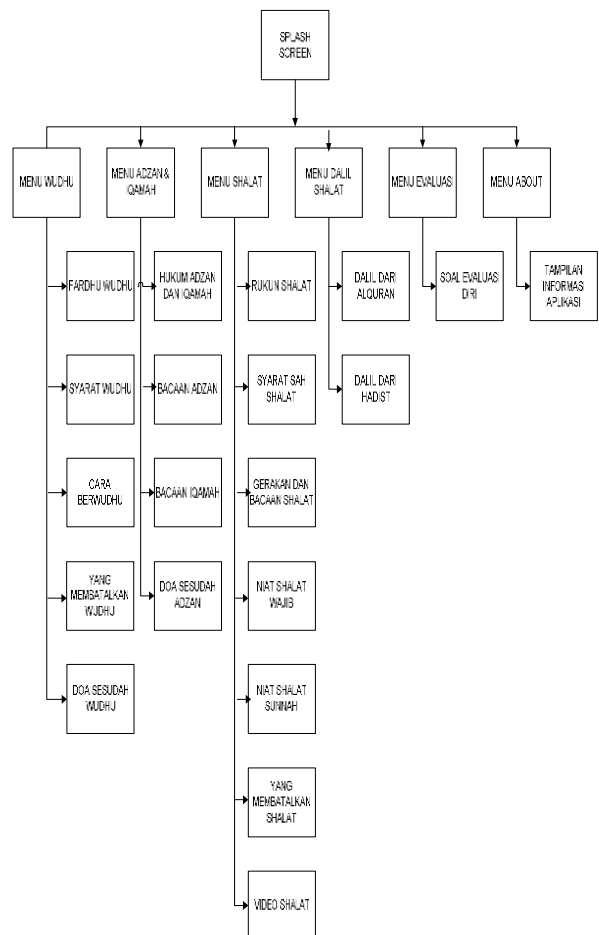 SPLASH
SCREEN
MENU WUDHU
MENU ADZAN &
IQAMAH
MENU SHALAT
MENU DALIL
SHALAT
MENU EVALUASI
MENU ABOUT
FARDHU WUDHU
SYARAT WUDHU
CARA
BERWUDHU
YANG
MEMBATALKAN
WUDHU
DOA SESUDAH
WUDHU
HUKUM ADZAN
DAN IQAMAH
BACAAN ADZAN
BACAAN IQAMAH
DOA SESUDAH
ADZAN
RUKUN SHALAT
SYARAT SAH
SHALAT
GERAKAN DAN
BACAAN SHALAT
NIAT SHALAT
WAJIB
NIAT SHALAT
SUNNAH
YANG
MEMBATALKAN
SHALAT
VIDEO SHALAT
DALIL DARI
ALQURAN
DALIL DARI
HADIST
SOAL EVALUASI
DIRI
TAMPILAN
INFORMASI
APLIKASI